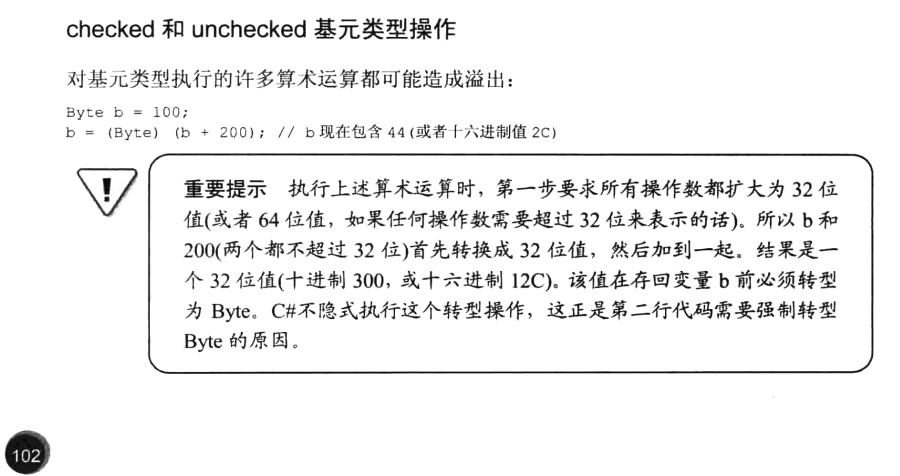 checked 和 unchecked 基元类型操作
对基元类型执行的许多算术运算都可能造成溢出：
Byte b = 100;
b = (Byte) (b + 200); // b 现在包含 44(或者十六进制值 2C)
!
重要提示 执行上述算术运算时，第一步要求所有操作数都扩大为 32 位
值(或者 64 位值，如果任何操作数需要超过 32 位来表示的话)。所以 b 和
200(两个都不超过 32 位)首先转换成 32 位值，然后加到一起。结果是一
个 32 位值(十进制 300，或十六进制 12C)。该值在存回变量 b 前必须转型
为 Byte。C#不隐式执行这个转型操作，这正是第二行代码需要强制转型
Byte 的原因。
102